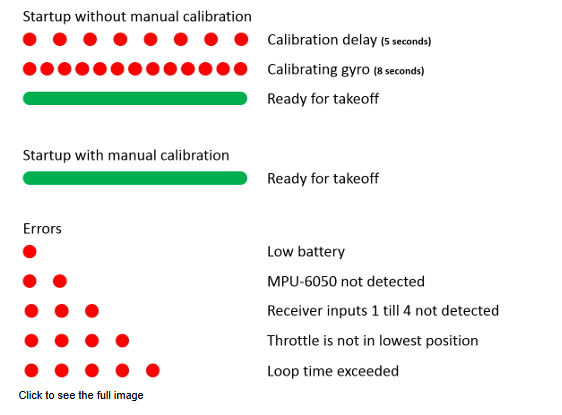 Startup without manual calibration
Calibration delay (5 seconds)
Calibrating gyro (8 seconds)
Ready for takeoff
Startup with manual calibration
Ready for takeoff
Errors
Low battery
MPU-6050 not detected
Receiver inputs 1 till 4 not detected
Throttle is not in lowest position
Loop time exceeded
Click to see the full image